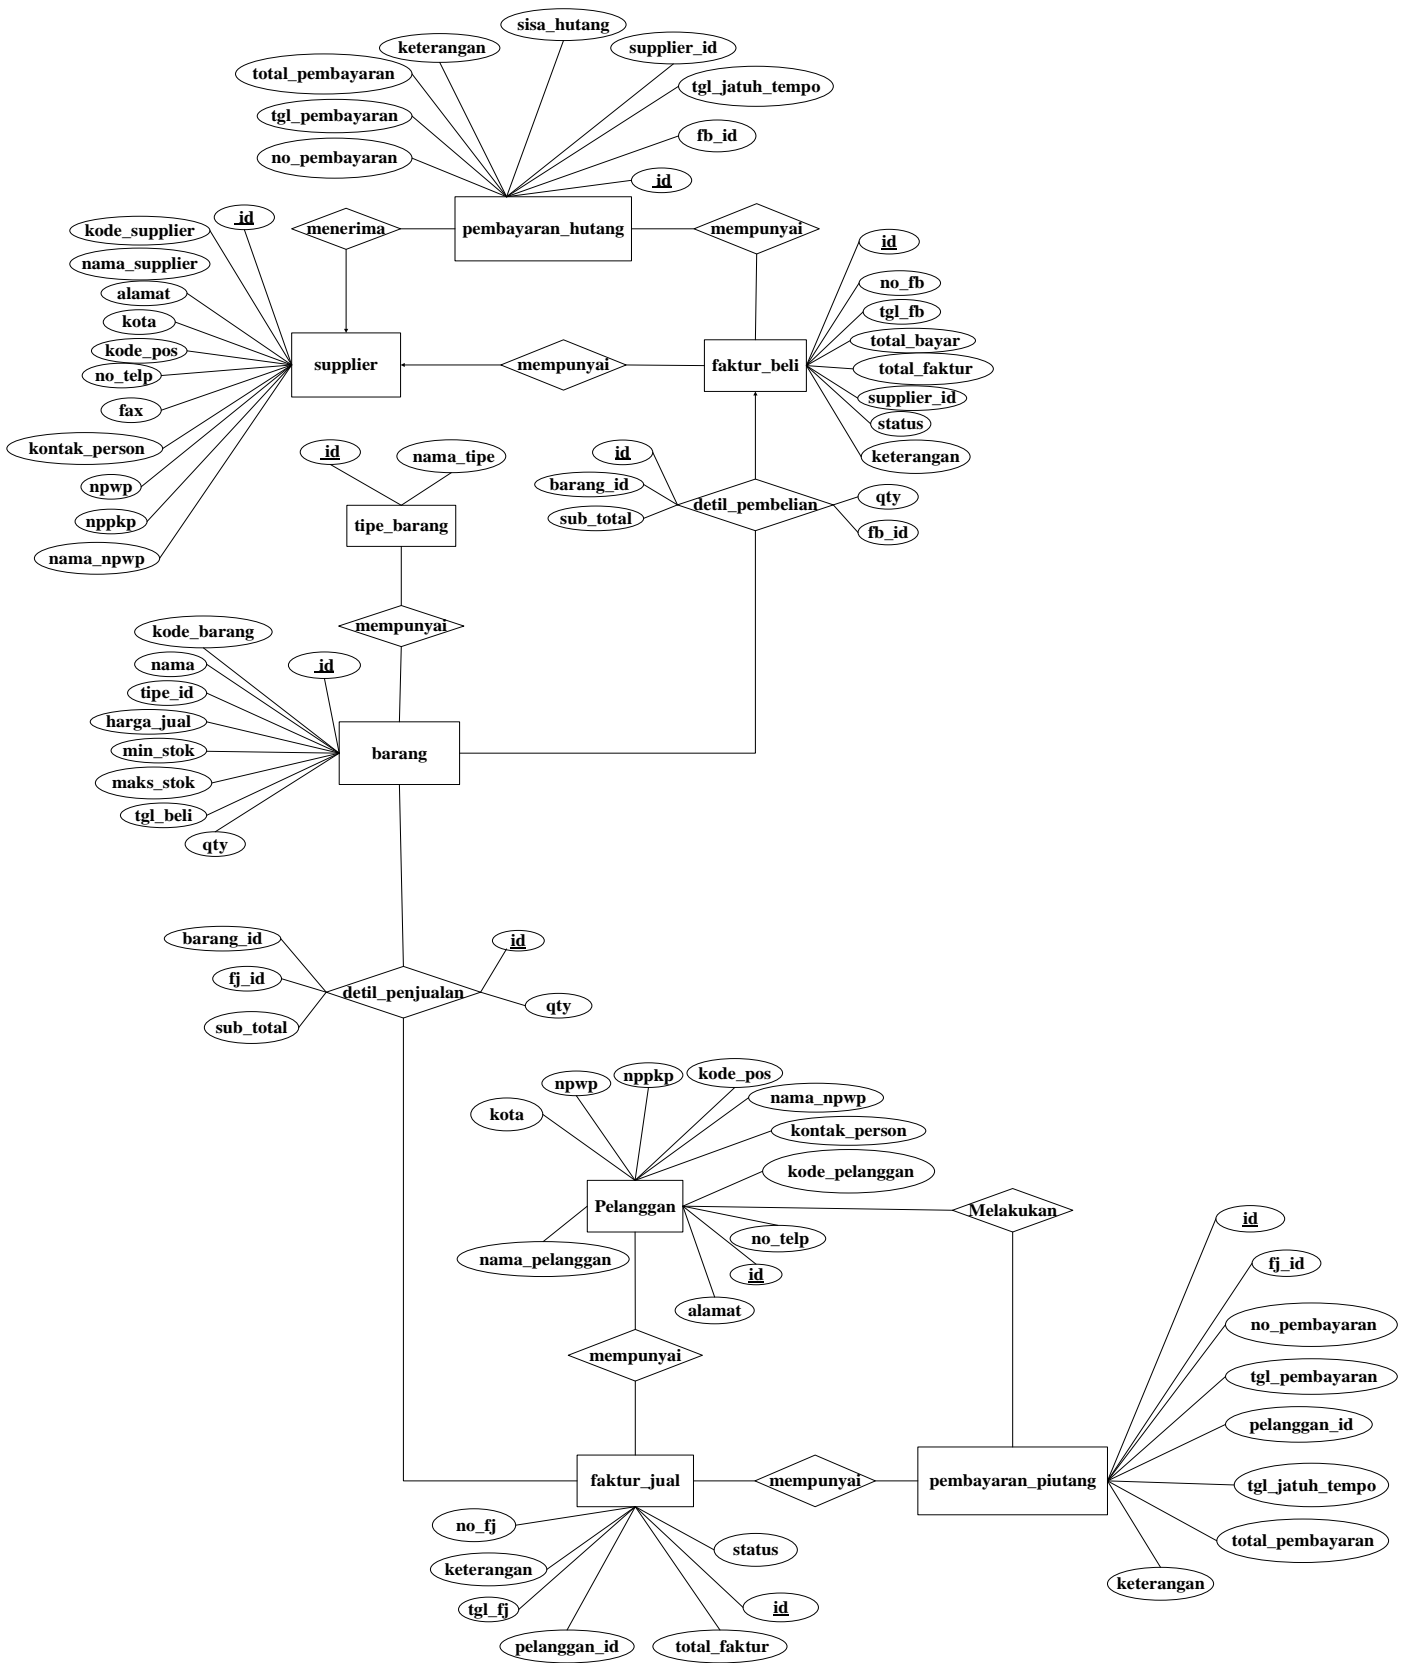 sisa_hutang
keterangan
supplier_id
total_pembayaran
tgl_jatuh_tempo
tgl_pembayaran
fb_id
no_pembayaran
id
pembayaran_hutang
menerima
mempunyai
id
kode_supplier
nama_supplier
alamat
kota
kode_pos
no_telp
fax
kontak_person
npwp
nppkp
nama_npwp
supplier
mempunyai
faktur_beli
id
no_fb
tgl_fb
total_bayar
total_faktur
supplier_id
status
keterangan
id
nama_tipe
tipe_barang
id
barang_id
sub_total
detil_pembelian
qty
fb_id
mempunyai
kode_barang
nama
tipe_id
harga_jual
min_stok
maks_stok
tgl_beli
qty
id
barang
barang_id
fj_id
sub_total
detil_penjualan
id
qty
kota
npwp
nppkp
kode_pos
nama_npwp
kontak_person
kode_pelanggan
Pelanggan
nama_pelanggan
no_telp
id
alamat
Melakukan
mempunyai
id
fj_id
no_pembayaran
tgl_pembayaran
pelanggan_id
tgl_jatuh_tempo
total_pembayaran
keterangan
faktur_jual
mempunyai
pembayaran_piutang
no_fj
keterangan
tgl_fj
pelanggan_id
total_faktur
id
status